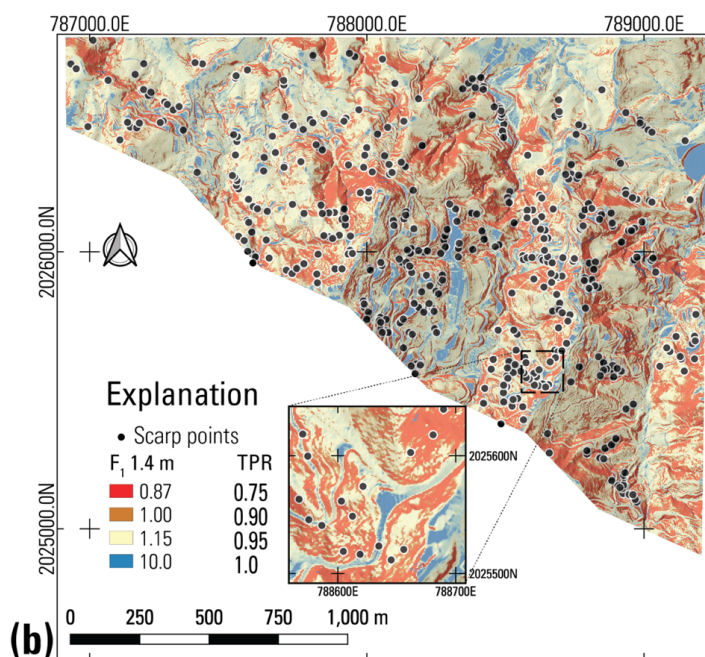 787000.0E 788000.0E 789000.0E
2026000.0N
2025000.0N
Explanation
Scarp points
F1 1.4 m TPR
0.87 0.75
1.00 0.90
1.15 0.95
10.0 1.0
2025600N
2025500N
788600E 788700E
(b)
0 250 500 750 1,000 m